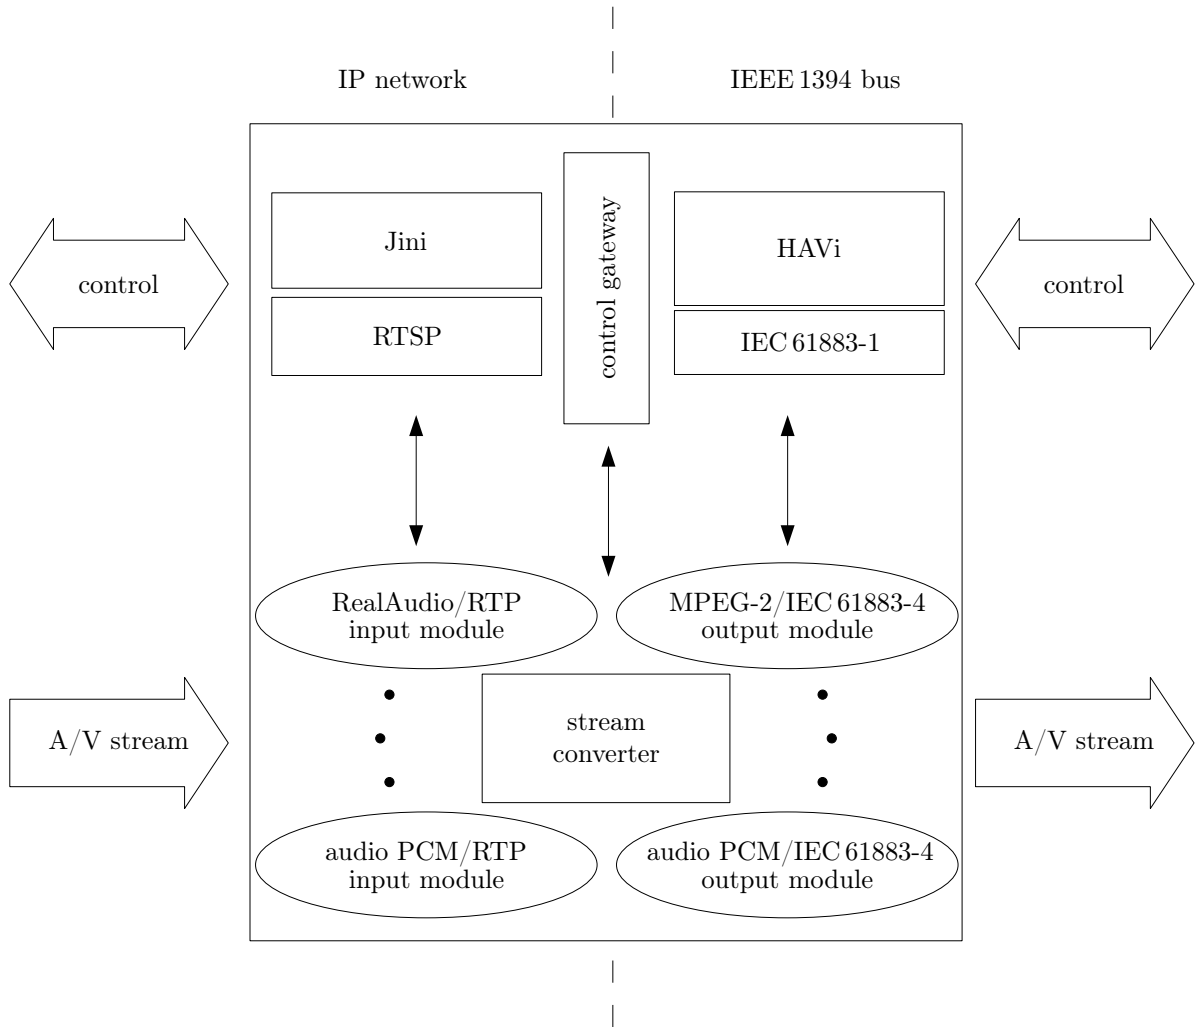 IP network
IEEE 1394 bus
Jini
control gateway
HAVi
control
control
RTSP
IEC 61883-1
RealAudio/RTP
input module
MPEG-2/IEC 61883-4
output module
A/V stream
stream
converter
A/V stream
audio PCM/RTP
input module
audio PCM/IEC 61883-4
output module